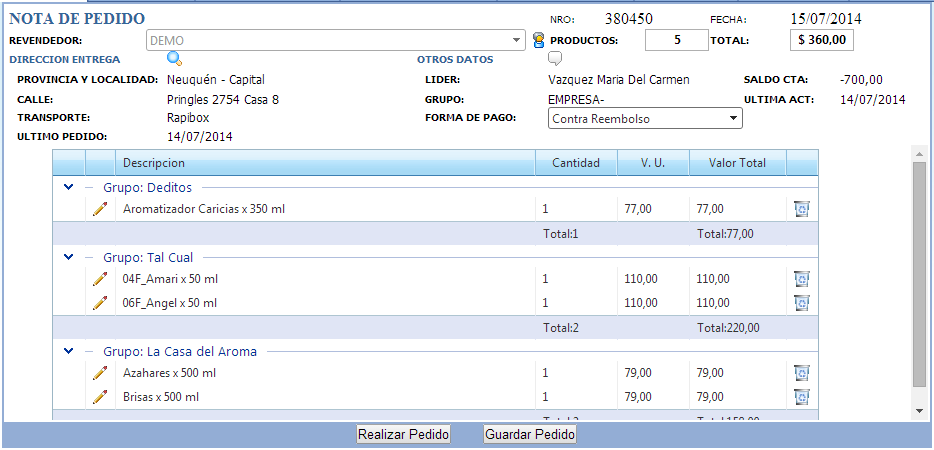 NOTA DE PEDIDO NRO: 380450 FECHA: 15/07/2014
REVENDEDOR: DEMO PRODUCTOS: 5 TOTAL: $ 360,00
DIRECCION ENTREGA OTROS DATOS
PROVINCIA Y LOCALIDAD: Neuquén - Capital LIDER: Vazquez Maria Del Carmen SALDO CTA: -700,00
CALLE: Pringles 2754 Casa 8 GRUPO: EMPRESA- ULTIMA ACT: 14/07/2014
TRANSPORTE: Rapibox FORMA DE PAGO: Contra Reembolso
ULTIMO PEDIDO: 14/07/2014
Descripcion Cantidad V. U. Valor Total
Grupo: Deditos
Aromatizador Caricias x 350 ml 1 77,00 77,00
Total:1 Total:77,00
Grupo: Tal Cual
04F_Amari x 50 ml 1 110,00 110,00
06F_Angel x 50 ml 1 110,00 110,00
Total:2 Total:220,00
Grupo: La Casa del Aroma
Azahares x 500 ml 1 79,00 79,00
Brisas x 500 ml 1 79,00 79,00
Realizar Pedido Guardar Pedido